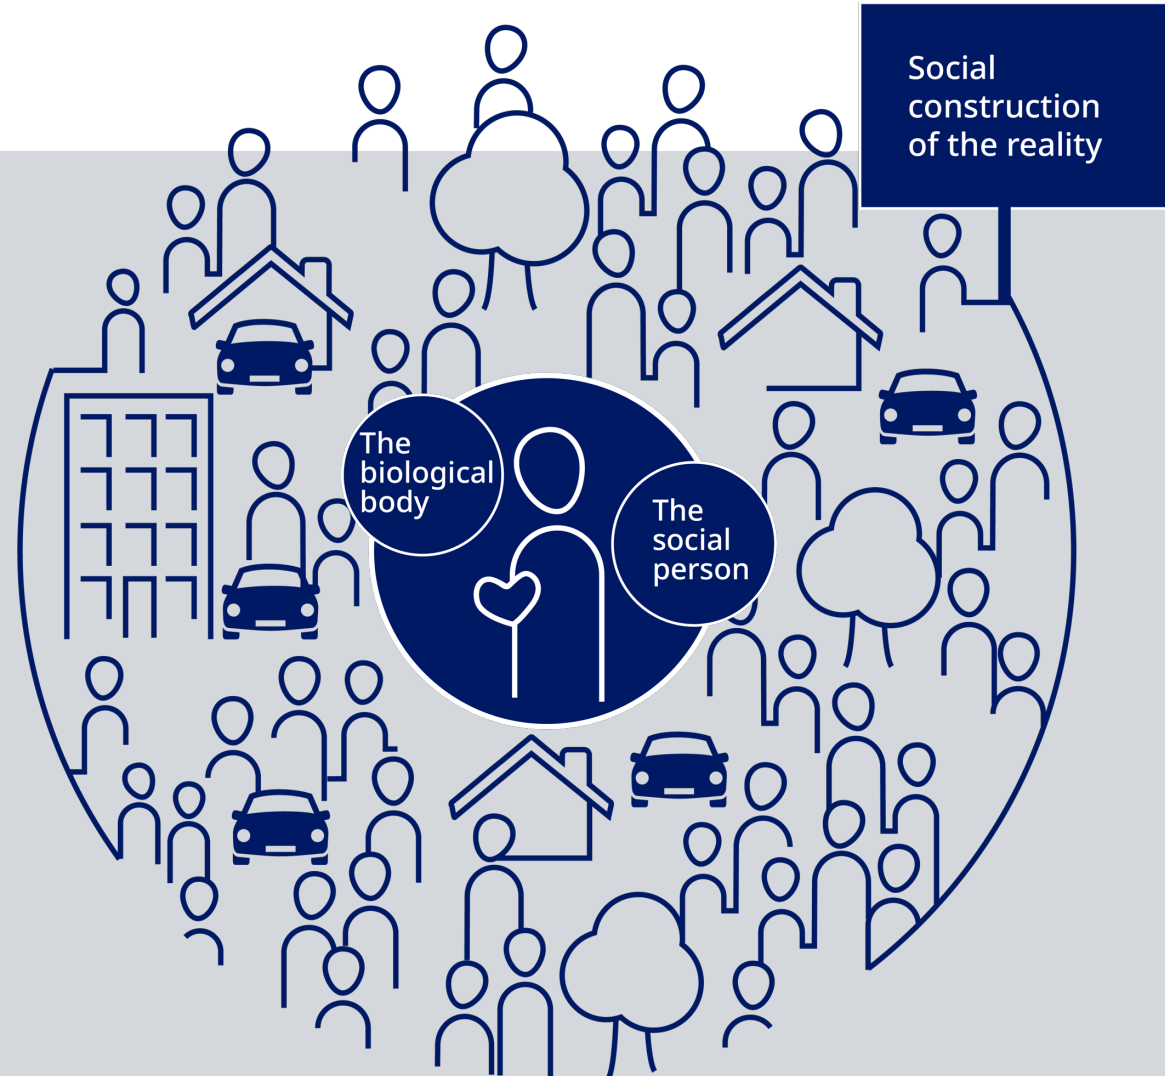 Social
construction
of the reality
The
biological
body
The
social
person